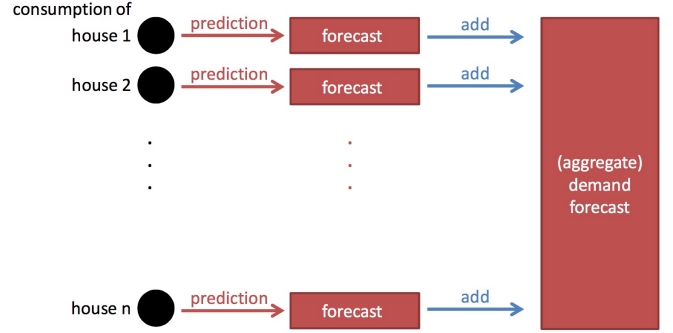 consumption of
house 1
prediction
forecast
add
house 2
prediction
forecast
add
(aggregate)
demand
forecast
house n
prediction
forecast
add